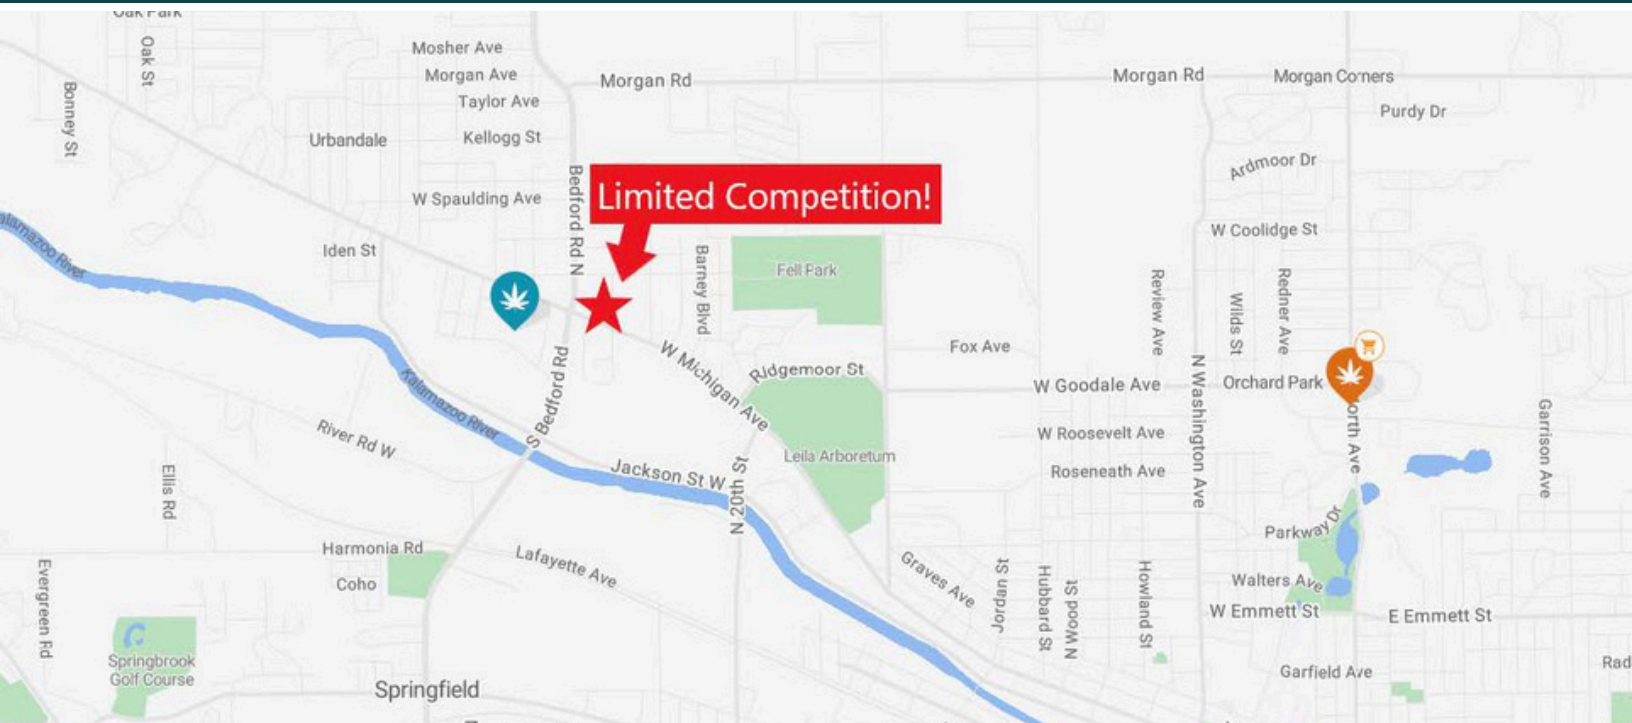 Oak Park
Oak St
Bonney St
Mosher Ave
Morgan Ave
Taylor Ave
Kellogg St
Urbandale
W Spaulding Ave
Iden St
Morgan Rd
Morgan Rd
Morgan Corners
Purdy Dr
Ardmoor Dr
Bedford Rd N
Limited Competition!
W Coolidge St
Barney Blvd
Fell Park
Review Ave
Wilds St
Redner Ave
Kalamazoo River
Fox Ave
W Michigan Ave
Ridgemoor St
W Goodale Ave
N Washington Ave
Orchard Park
orth Ave
Garrison Ave
Kalamazoo River
S Bedford Rd
River Rd W
W Roosevelt Ave
Roseneath Ave
Leila Arboretum
Jackson St W
N 20th St
Ellis Rd
Parkway Dr
Harmonia Rd
Coho
Lafayette Ave
Graves Ave
Jordan St
Hubbard St
N Wood St
Howland St
Walters Ave
W Emmett St
E Emmett St
Evergreen Rd
Springbrook
Golf Course
Springfield
Garfield Ave
Rad